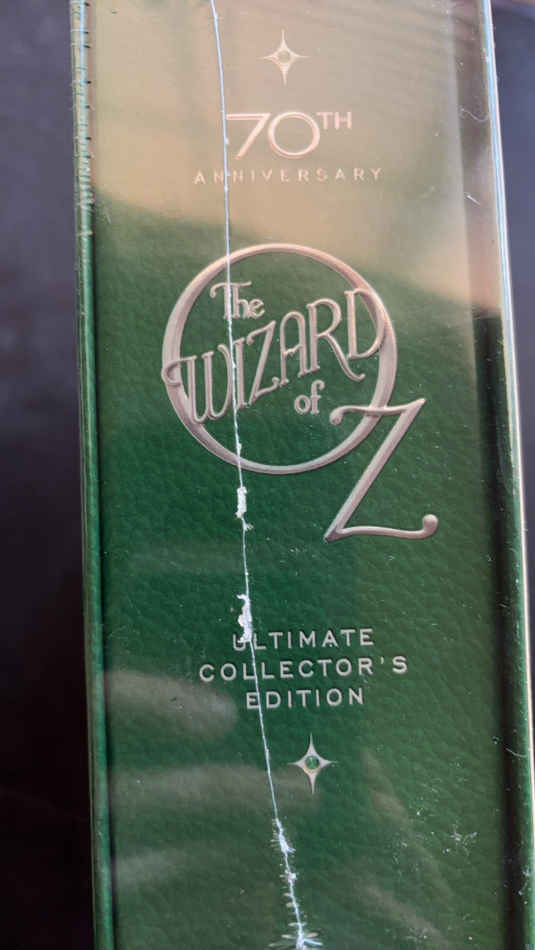 70TH
ANNIVERSARY
The
WIZARD
of OZ
ULTIMATE
COLLECTOR'S
EDITION